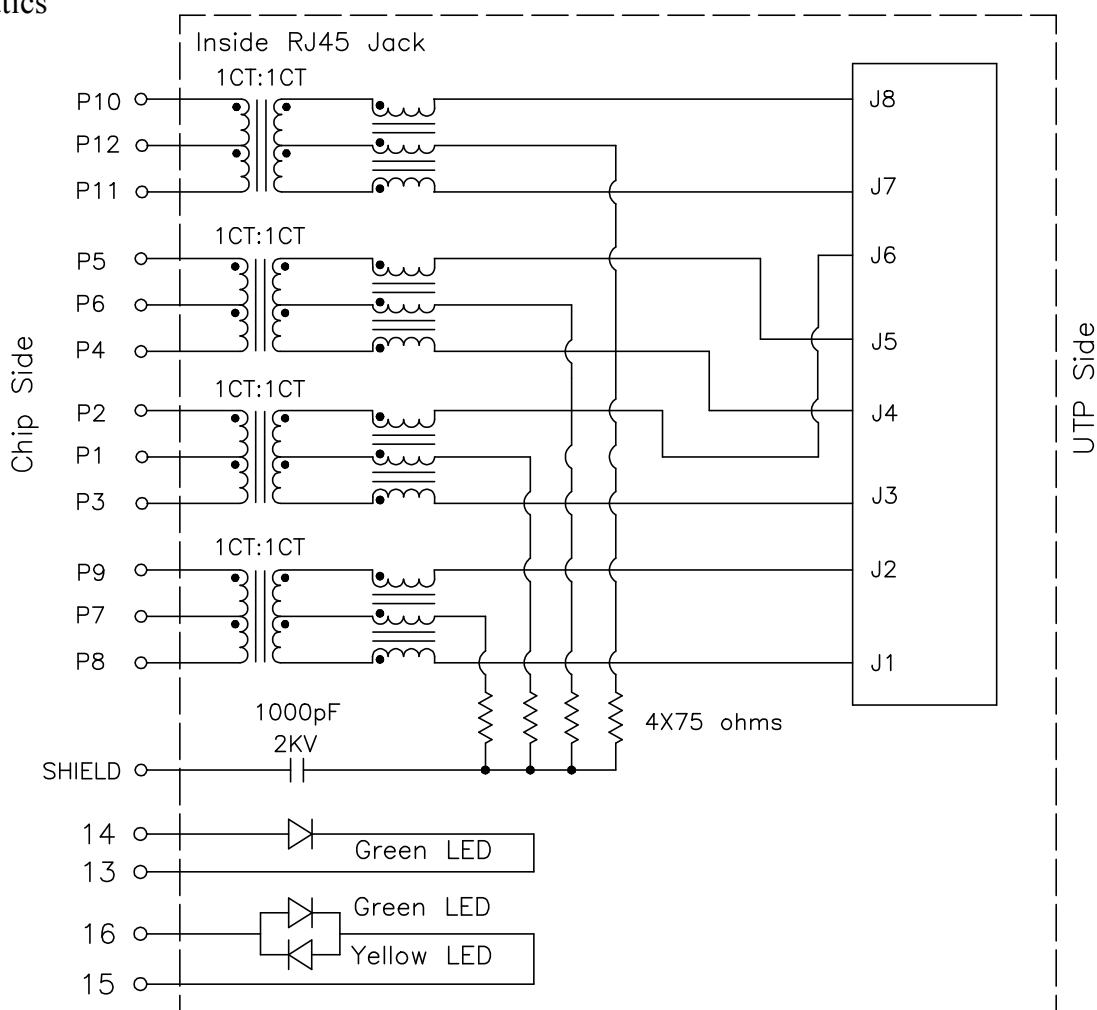 Inside RJ45 Jack
1CT:1CT
P10
P12
P11
J8
J7
1CT:1CT
P5
P6
P4
J6
J5
J4
1CT:1CT
P2
P1
P3
J3
1CT:1CT
P9
P7
P8
J2
J1
Chip Side
UTP Side
1000pF
2KV
4X75 ohms
SHIELD
14
Green LED
13
Green LED
16
Yellow LED
15